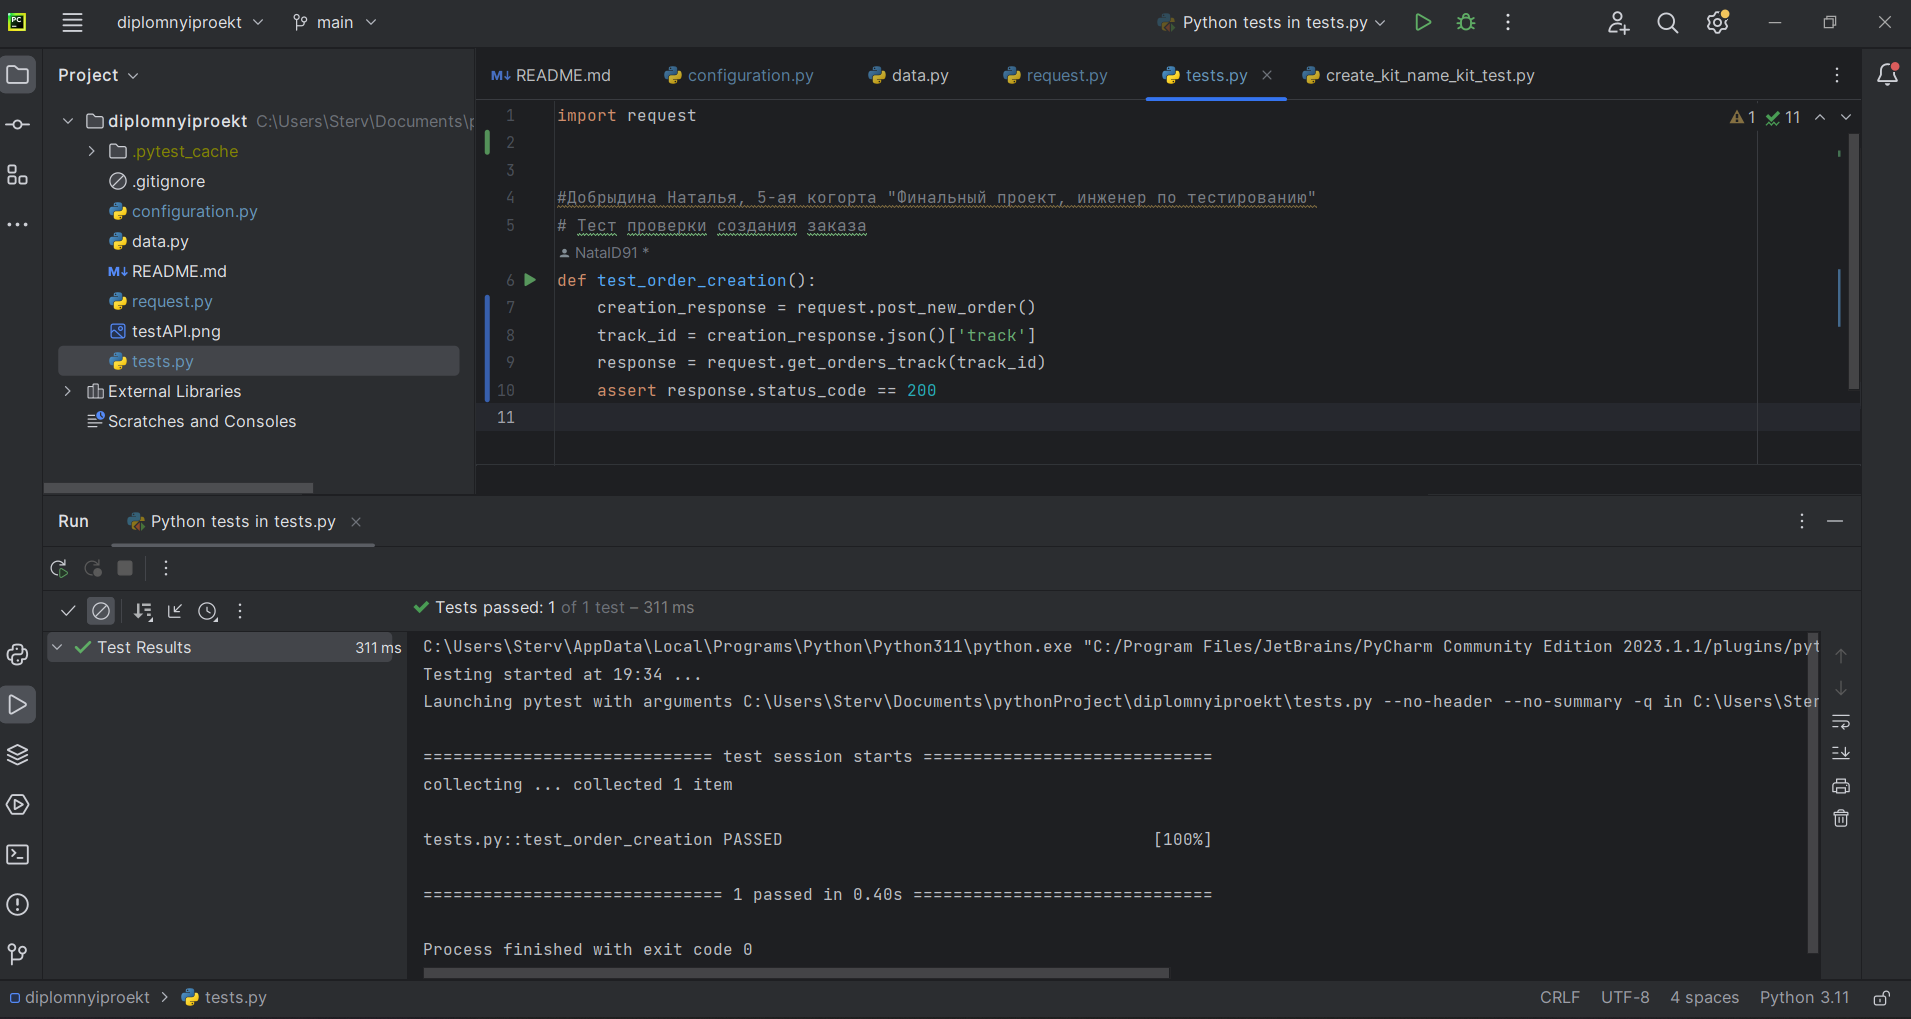 diplomnyiproekt
main
Python tests in tests.py
Project
README.md
configuration.py
data.py
request.py
tests.py
create_kit_name_kit_test.py
diplomnyiproekt C:\Users\Sterv\Documents\p
.pytest_cache
.gitignore
configuration.py
data.py
README.md
request.py
testAPI.png
tests.py
External Libraries
Scratches and Consoles
1 import request
1 11
2
3
4 #Добрыдина Наталья, 5-ая когорта "Финальный проект, инженер по тестированию"
5 # Тест проверки создания заказа
NatalD91 *
6 def test_order_creation():
7 creation_response = request.post_new_order()
8 track_id = creation_response.json()['track']
9 response = request.get_orders_track(track_id)
10 assert response.status_code == 200
11
Run
Python tests in tests.py
Tests passed: 1 of 1 test – 311 ms
Test Results 311 ms
C:\Users\Sterv\AppData\Local\Programs\Python\Python311\python.exe "C:/Program Files/JetBrains/PyCharm Community Edition 2023.1.1/plugins/pyt
Testing started at 19:34 ...
Launching pytest with arguments C:\Users\Sterv\Documents\pythonProject\diplomnyiproekt\tests.py --no-header --no-summary -q in C:\Users\Ster
============================= test session starts =============================
collecting ... collected 1 item
tests.py::test_order_creation PASSED [100%]
============================== 1 passed in 0.40s ==============================
Process finished with exit code 0
diplomnyiproekt > tests.py
CRLF UTF-8 4 spaces Python 3.11